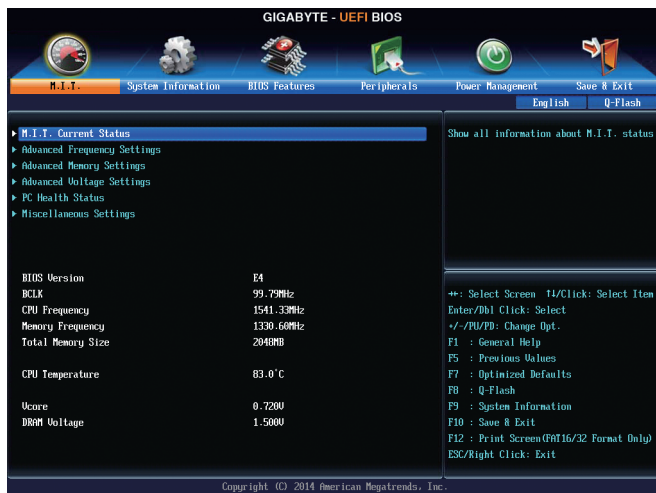 GIGABYTE - UEFI BIOS
M.I.T.
System Information
BIOS Features
Peripherals
Power Management
Save & Exit
English
Q-Flash
M.I.T. Current Status
Advanced Frequency Settings
Advanced Memory Settings
Advanced Voltage Settings
PC Health Status
Miscellaneous Settings
Show all information about M.I.T. status
BIOS Version E4
BCLK 99.79MHz
CPU Frequency 1541.33MHz
Memory Frequency 1330.60MHz
Total Memory Size 2048MB
CPU Temperature 83.0°C
Vcore 0.720V
DRAM Voltage 1.500V
→←: Select Screen ↑↓/Click: Select Item
Enter/Dbl Click: Select
+/-/PU/PD: Change Opt.
F1 : General Help
F5 : Previous Values
F7 : Optimized Defaults
F8 : Q-Flash
F9 : System Information
F10 : Save & Exit
F12 : Print Screen(FAT16/32 Format Only)
ESC/Right Click: Exit
Copyright (C) 2014 American Megatrends, Inc.